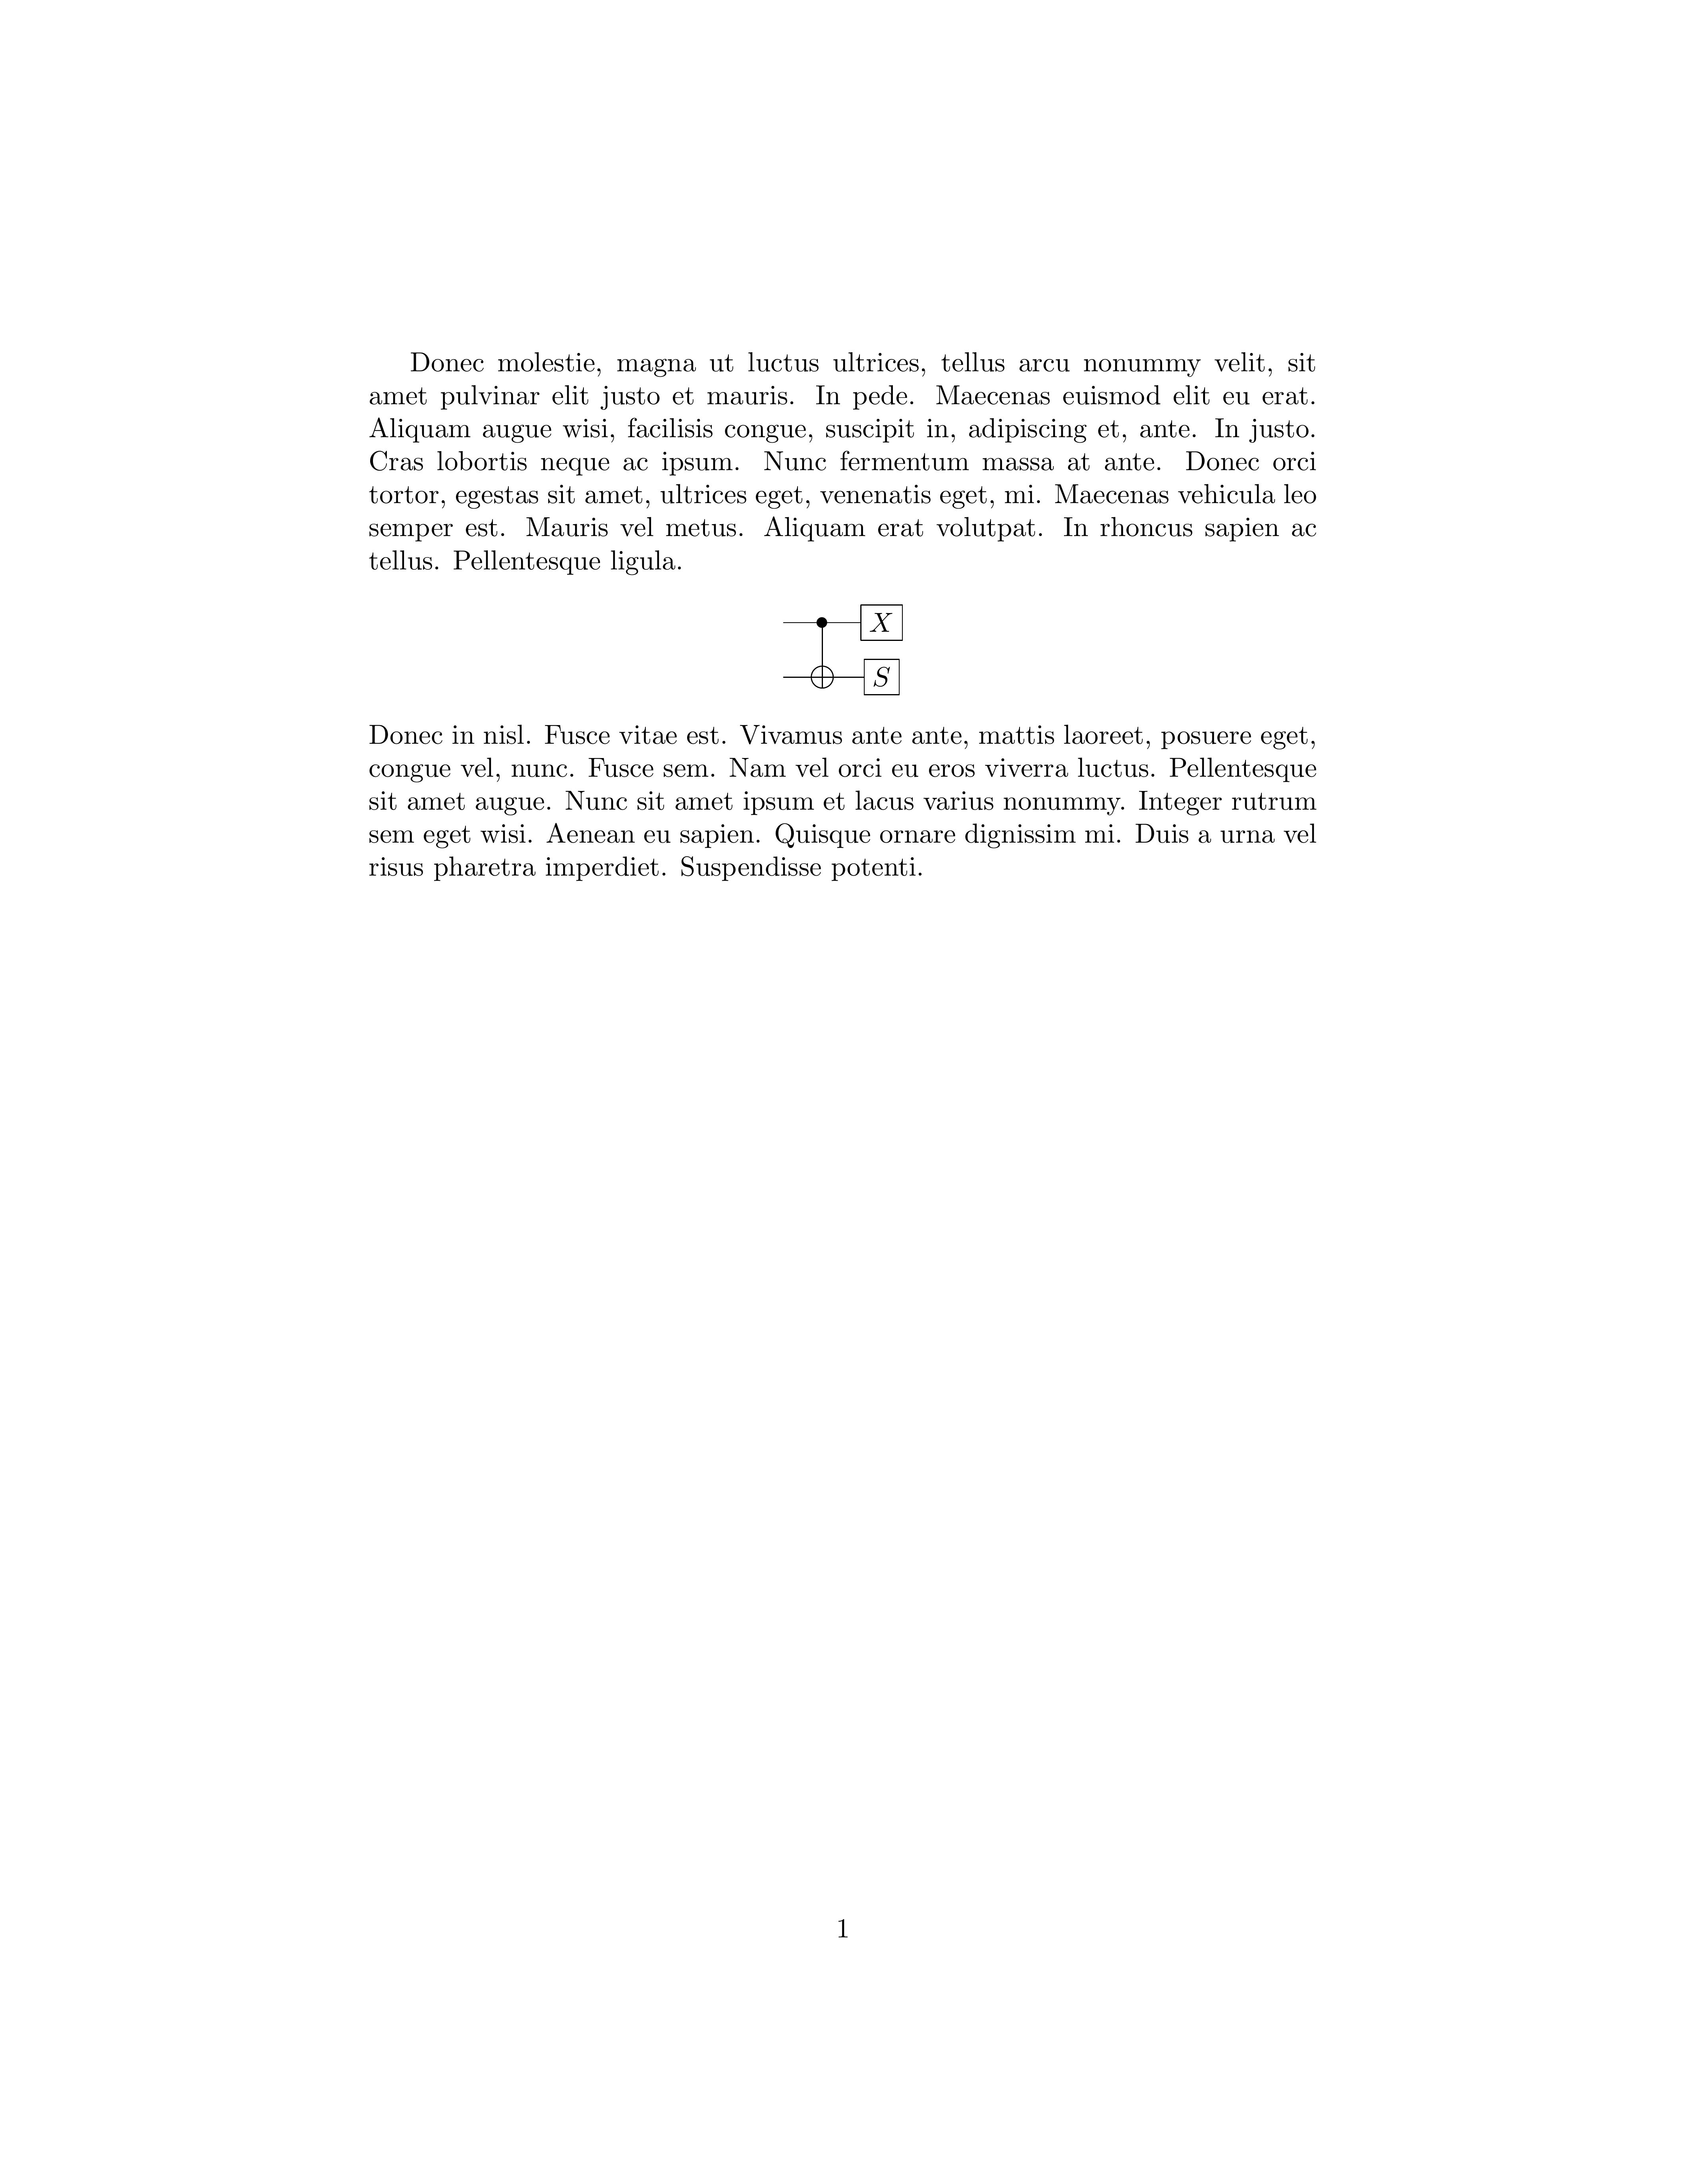 Donec molestie, magna ut luctus ultrices, tellus arcu nonummy velit, sit
amet pulvinar elit justo et mauris. In pede. Maecenas euismod elit eu erat.
Aliquam augue wisi, facilisis congue, suscipit in, adipiscing et, ante. In justo.
Cras lobortis neque ac ipsum. Nunc fermentum massa at ante. Donec orci
tortor, egestas sit amet, ultrices eget, venenatis eget, mi. Maecenas vehicula leo
semper est. Mauris vel metus. Aliquam erat volutpat. In rhoncus sapien ac
tellus. Pellentesque ligula.
X
S
Donec in nisl. Fusce vitae est. Vivamus ante ante, mattis laoreet, posuere eget,
congue vel, nunc. Fusce sem. Nam vel orci eu eros viverra luctus. Pellentesque
sit amet augue. Nunc sit amet ipsum et lacus varius nonummy. Integer rutrum
sem eget wisi. Aenean eu sapien. Quisque ornare dignissim mi. Duis a urna vel
risus pharetra imperdiet. Suspendisse potenti.
1